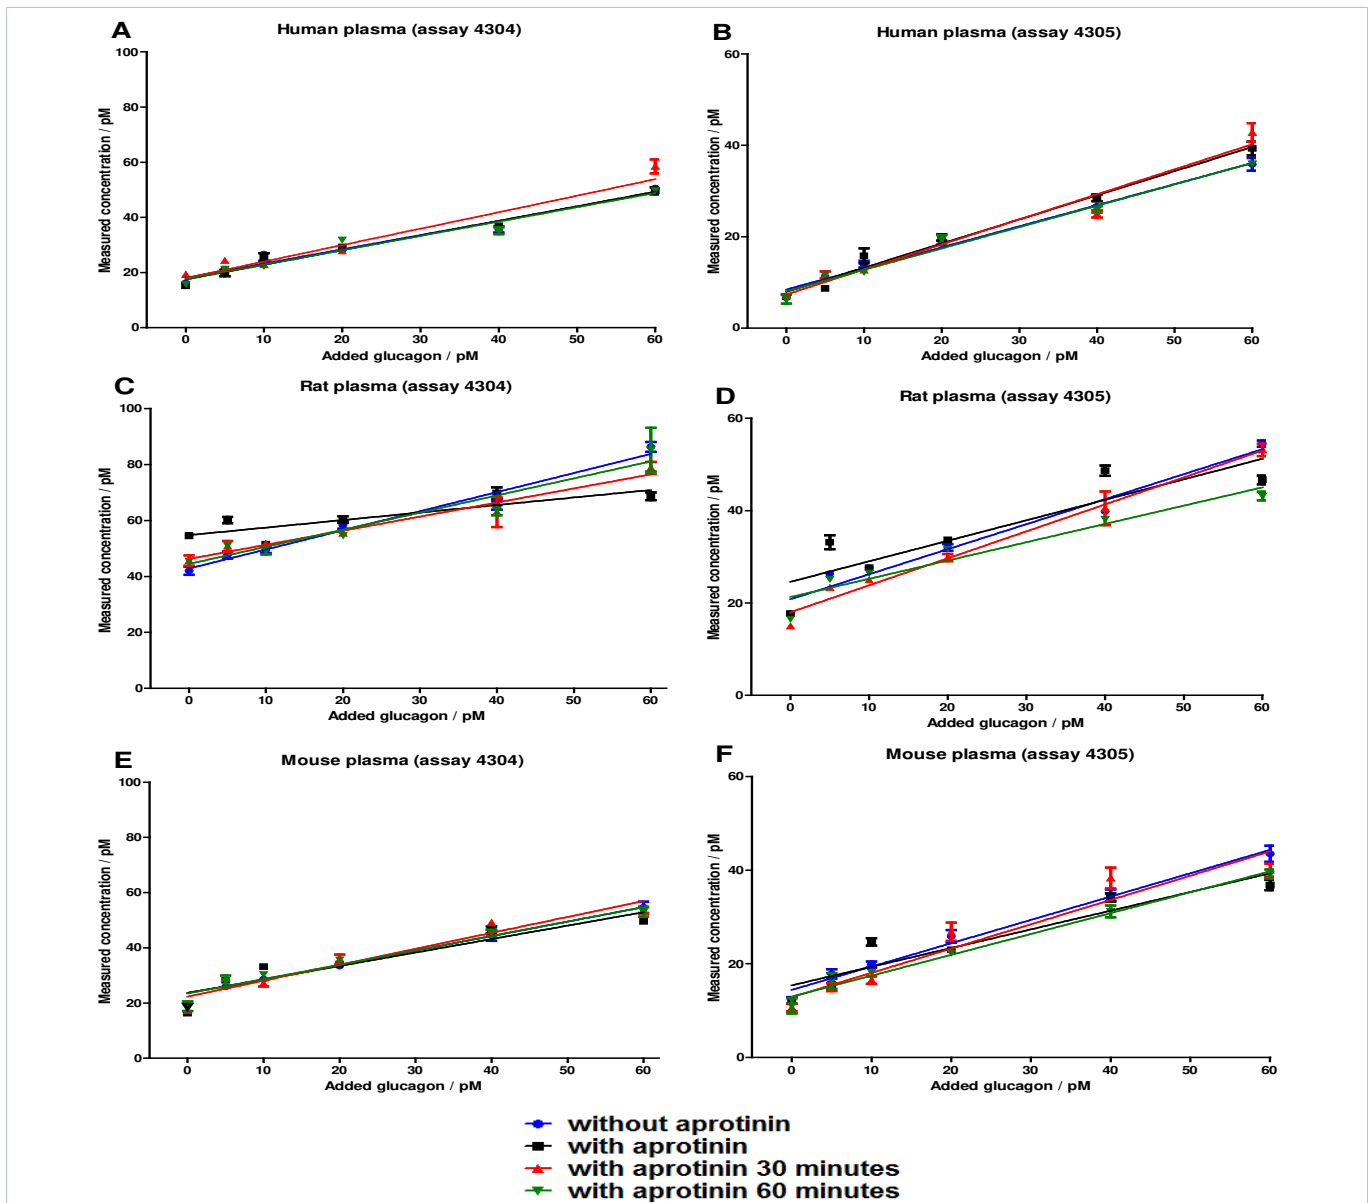 A
Human plasma (assay 4304)
100
80
60
40
20
0
Measured concentration / pM
0 10 20 30 40 50 60
Added glucagon / pM
B
Human plasma (assay 4305)
60
40
20
0
Measured concentration / pM
0 10 20 30 40 50 60
Added glucagon / pM
C
Rat plasma (assay 4304)
100
80
60
40
20
0
Measured concentration / pM
0 10 20 30 40 50 60
Added glucagon / pM
D
Rat plasma (assay 4305)
60
40
20
0
Measured concentration / pM
0 10 20 30 40 50 60
Added glucagon / pM
E
Mouse plasma (assay 4304)
100
80
60
40
20
0
Measured concentration / pM
0 10 20 30 40 50 60
Added glucagon / pM
F
Mouse plasma (assay 4305)
60
40
20
0
Measured concentration / pM
0 10 20 30 40 50 60
Added glucagon / pM
without aprotinin
with aprotinin
with aprotinin 30 minutes
with aprotinin 60 minutes